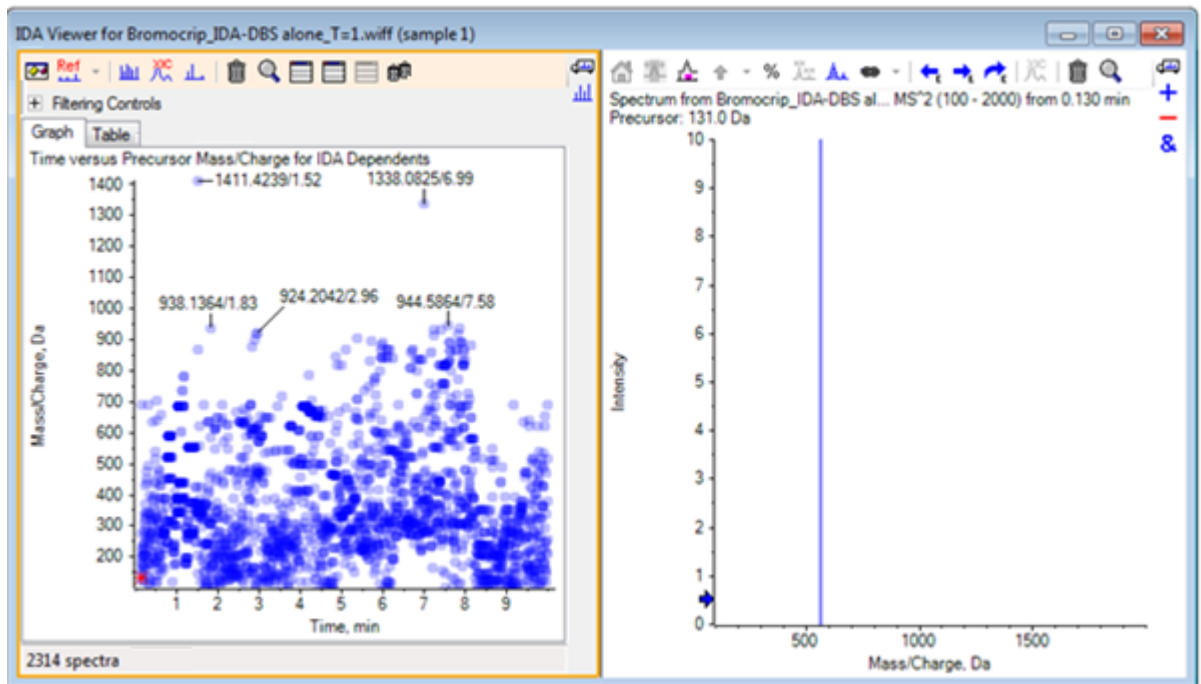 IDA Viewer for Bromocrip_IDA-DBS alone_T=1.wiff (sample 1)
Ref
XIC
Filtering Controls
Graph Table
Time versus Precursor Mass/Charge for IDA Dependents
1411.4239/1.52
1338.0825/6.99
938.1364/1.83
924.2042/2.96
944.5864/7.58
1400
1300
1200
1100
1000
900
800
700
600
500
400
300
200
Mass/Charge, Da
1 2 3 4 5 6 7 8 9
Time, min
2314 spectra
%
XIC
Spectrum from Bromocrip_IDA-DBS al... MS^2 (100 - 2000) from 0.130 min
Precursor: 131.0 Da
+
&
10
9
8
7
6
5
4
3
2
1
0
Intensity
500 1000 1500
Mass/Charge, Da